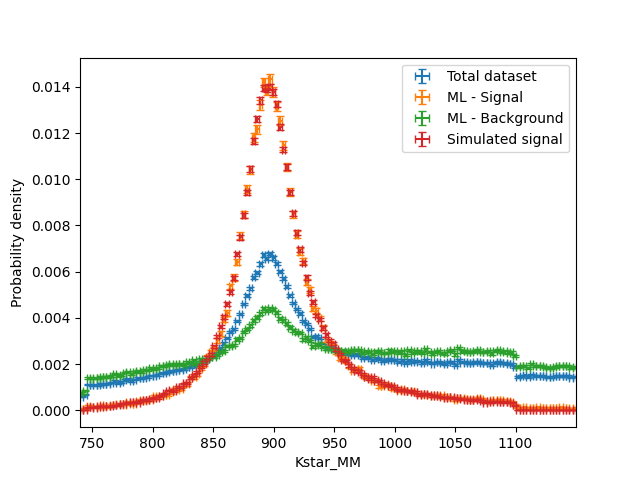 Total dataset
ML - Signal
ML - Background
Simulated signal
0.014
0.012
0.010
0.008
0.006
0.004
0.002
0.000
Probability density
750 800 850 900 950 1000 1050 1100
Kstar_MM